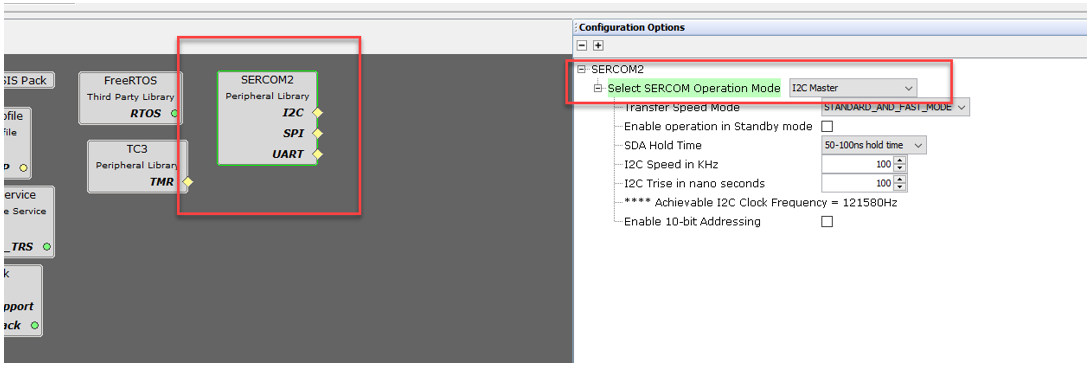 SIS Pack
ofile
file
P
ervice
e Service
_TRS
k
pport
ack
FreeRTOS
Third Party Library
RTOS
TC3
Peripheral Library
TMR
SERCOM2
Peripheral Library
I2C
SPI
UART
Configuration Options
SERCOM2
Select SERCOM Operation Mode I2C Master
Transfer Speed Mode STANDARD_AND_FAST_MODE
Enable operation in Standby mode
SDA Hold Time 50-100ns hold time
I2C Speed in KHz 100
I2C Trise in nano seconds 100
**** Achievable I2C Clock Frequency = 121580Hz
Enable 10-bit Addressing